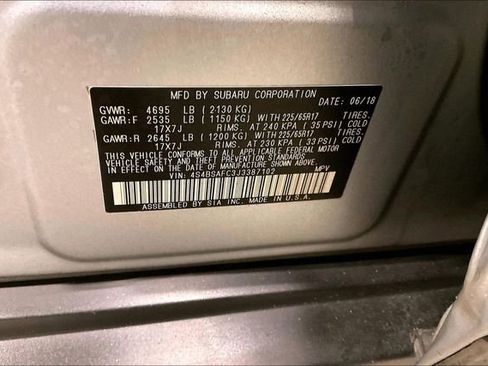 MFD BY SUBARU CORPORATION DATE: 06/18
GVWR: 4695 LB ( 2130 KG)
GAWR:F 2535 LB ( 1150 KG) WITH 225/65R17 TIRES.
17X7J RIMS. AT 240 KPA ( 35 PSI) COLD
GAWR:R 2645 LB ( 1200 KG) WITH 225/65R17 TIRES.
17X7J RIMS. AT 230 KPA ( 33 PSI) COLD
THIS VEHICLE CONFORMS TO ALL APPLICABLE FEDERAL MOTOR
VEHICLE SAFETY AND THEFT PREVENTION STANDARDS
IN EFFECT ON THE DATE OF MANUFACTURE SHOWN ABOVE.
VIN: 4S4BSAFC3J3387102 MPV
ASSEMBLED BY SIA INC. MADE IN U.S.A.